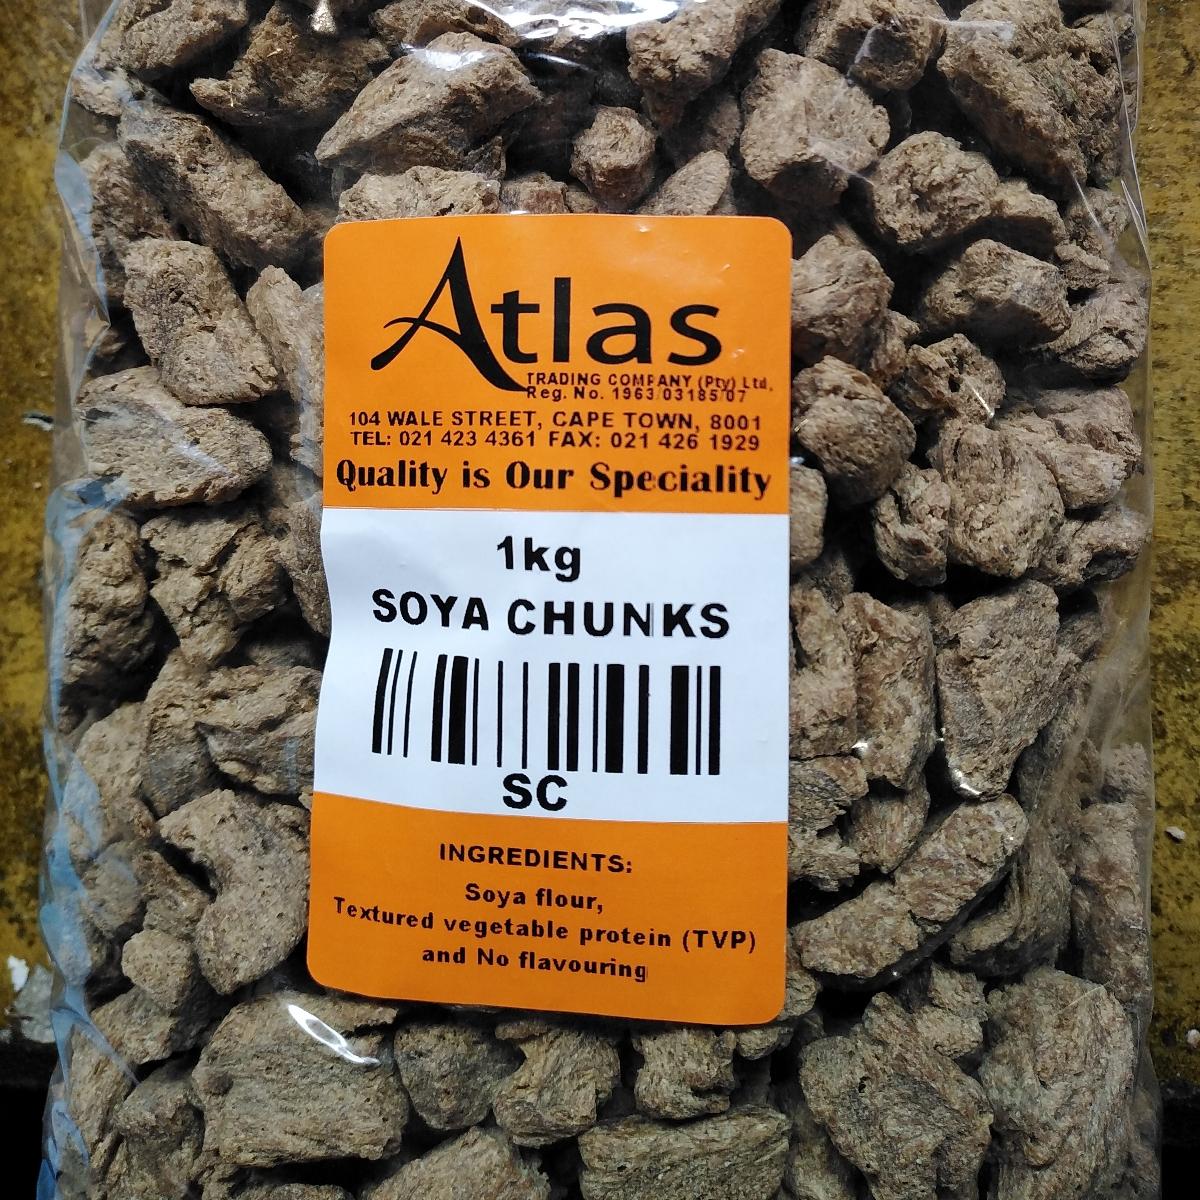 Atlas
TRADING COMPANY (Pty) Ltd.
Reg. No. 1963/03185/07
104 WALE STREET, CAPE TOWN, 8001
TEL: 021 423 4361 FAX: 021 426 1929
Quality is Our Speciality
1kg
SOYA CHUNKS
SC
INGREDIENTS:
Soya flour,
Textured vegetable protein (TVP)
and No flavouring